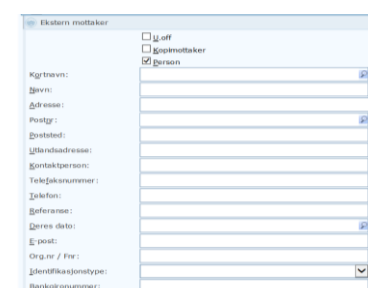 Ekstern mottaker
U.off
Kopimottaker
Person
Kortnavn:
Navn:
Adresse:
Postnr:
Poststed:
Utlandsadresse:
Kontaktperson:
Telefaksnummer:
Telefon:
Referanse:
Deres dato:
E-post:
Org.nr / Fnr:
Identifikasjonstype:
Bankgironummer: